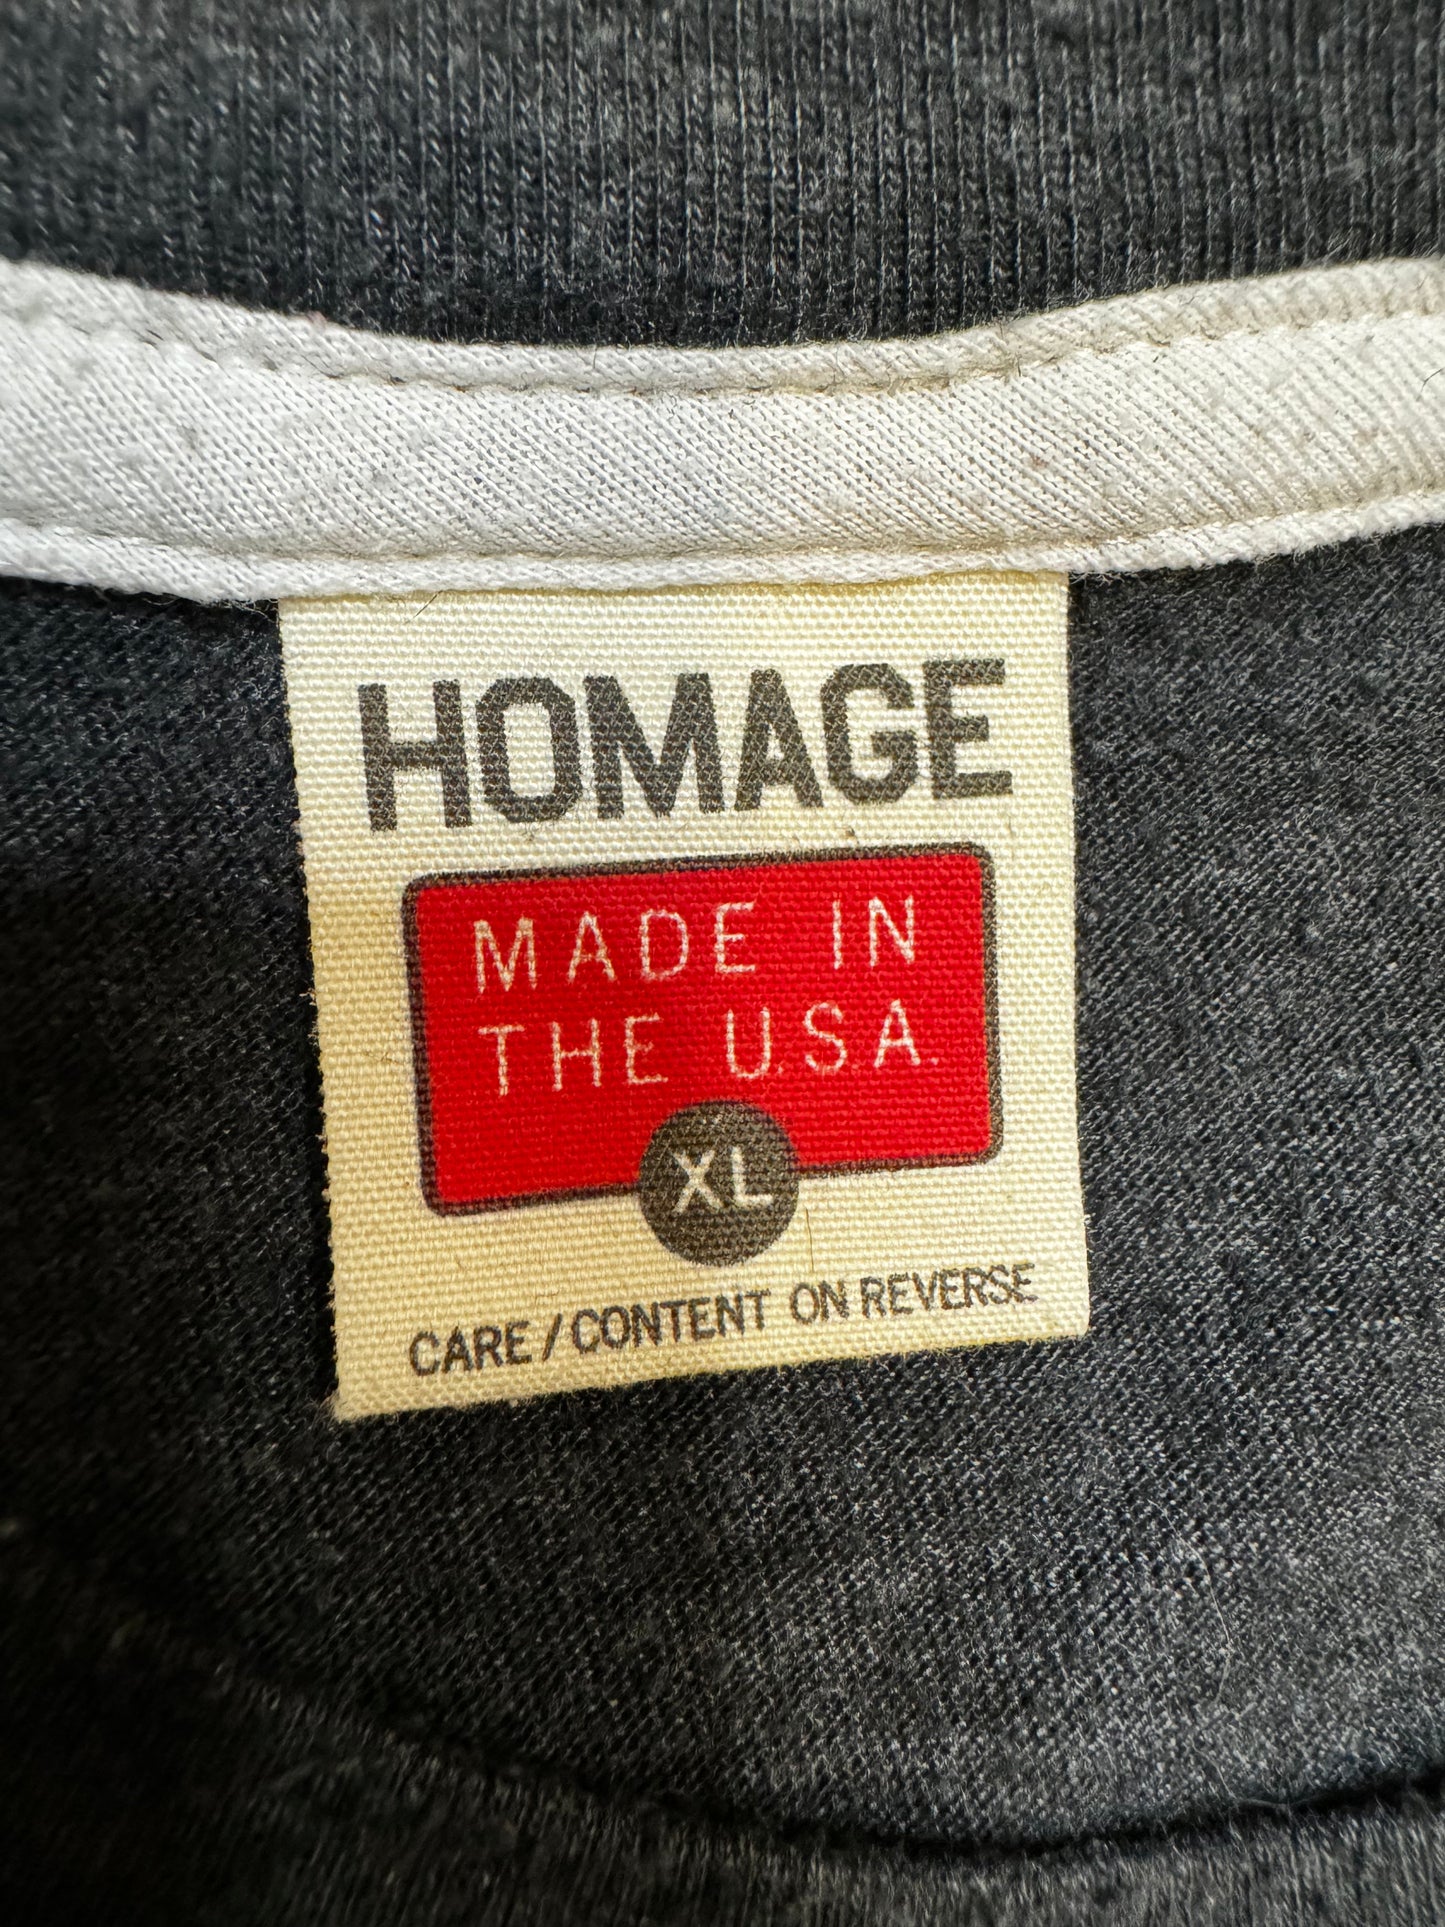 HOMAGE
MADE IN
THE U.S.A.
XL
CARE/CONTENT ON REVERSE